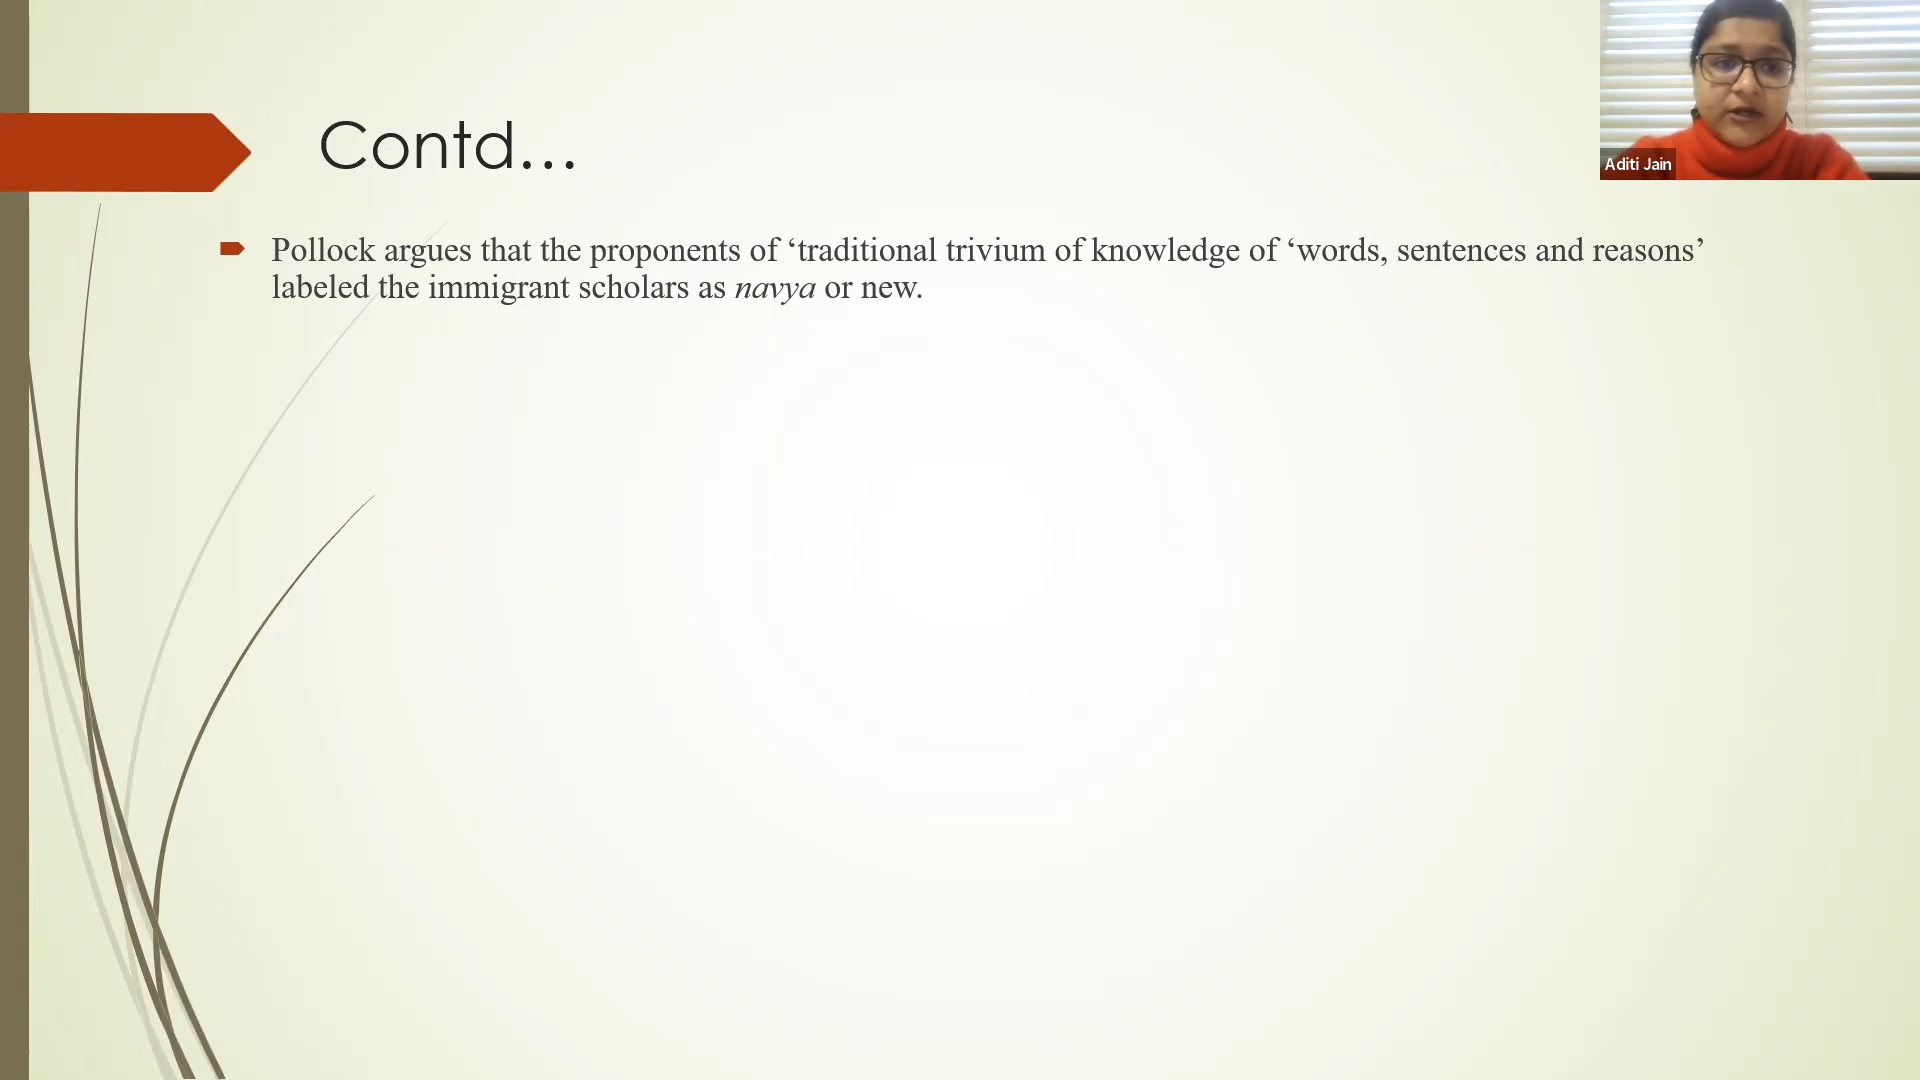 Contd...
Aditi Jain
Pollock argues that the proponents of ‘traditional trivium of knowledge of ‘words, sentences and reasons’
labeled the immigrant scholars as navya or new.